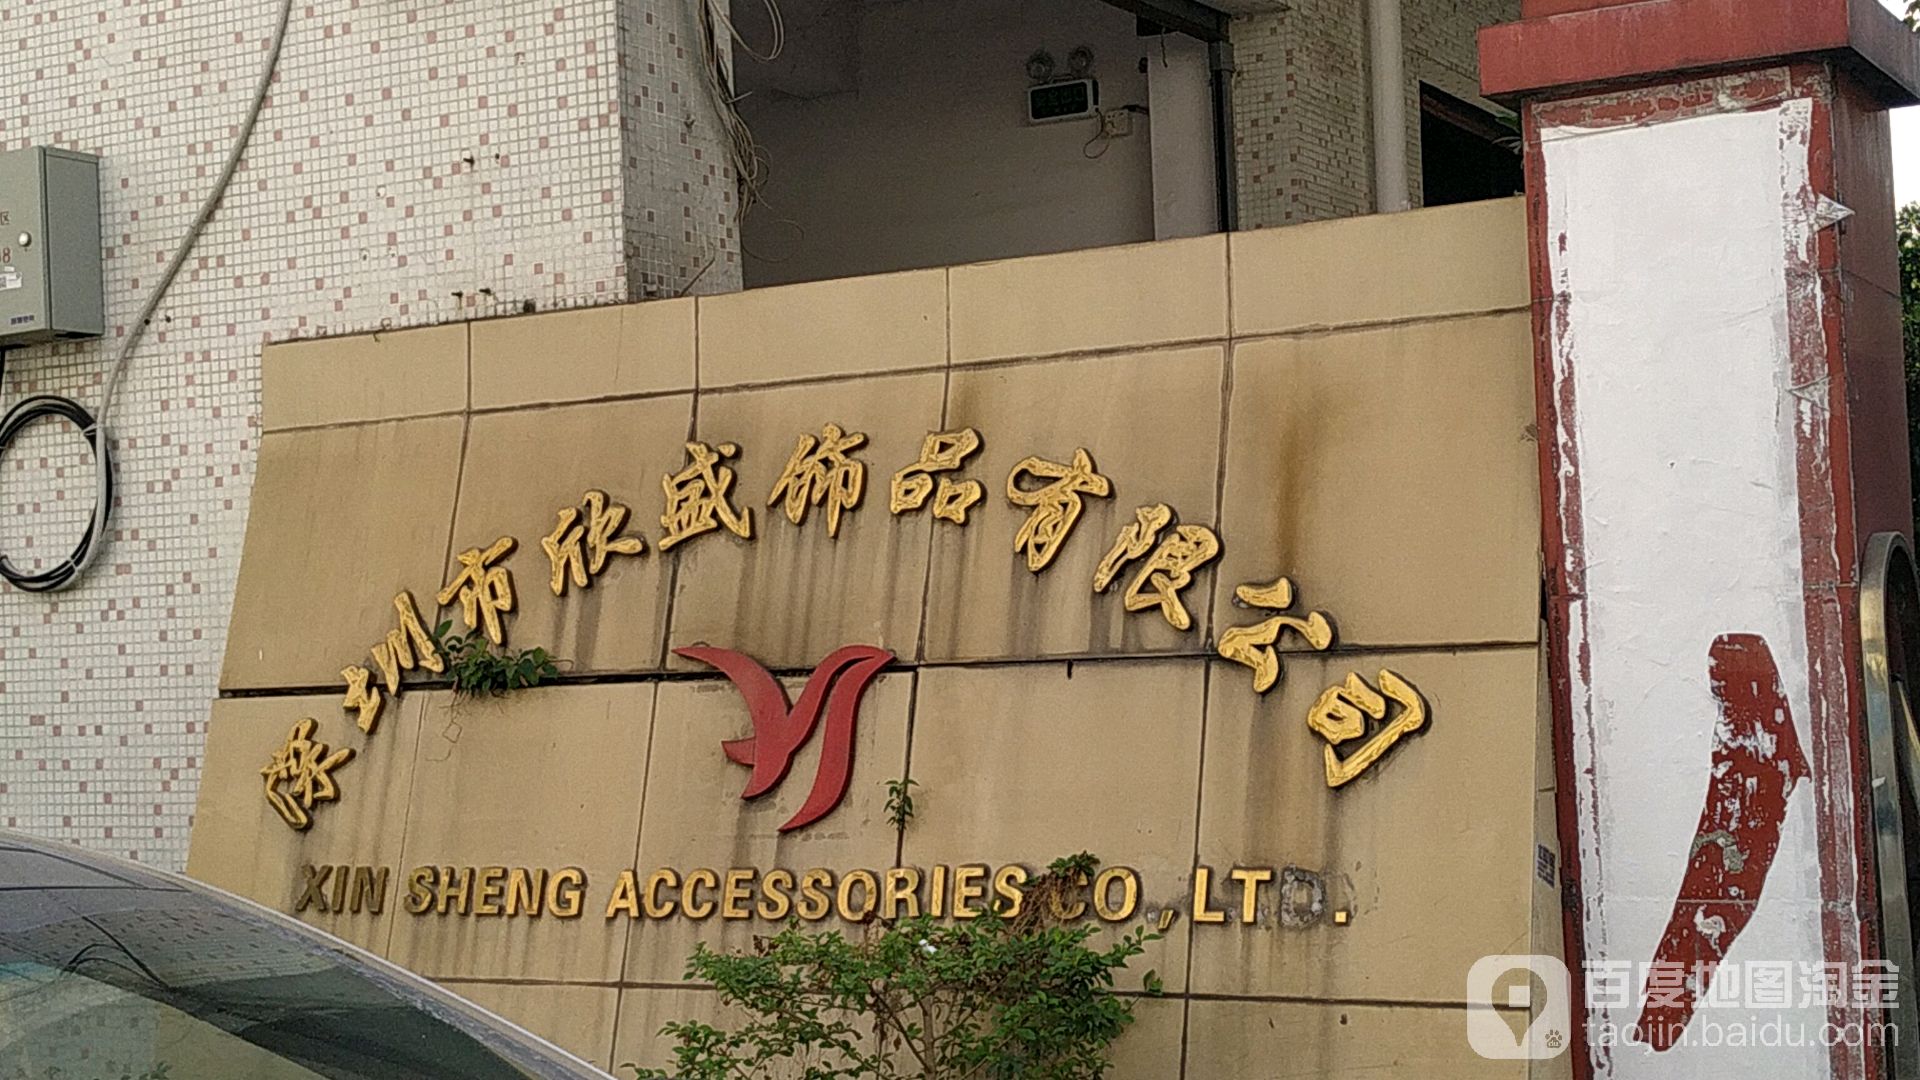 深圳市欣盛饰品有限公司
XIN SHENG ACCESSORIES CO.,LTD.
百度地图淘金
taojin.baidu.com